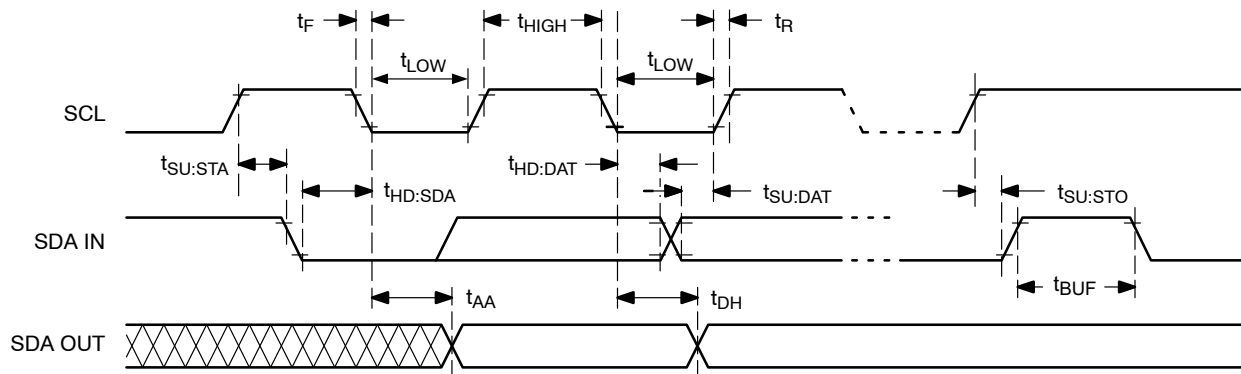 tF
tHIGH
tR
tLOW
tLOW
SCL
tSU:STA
tHD:SDA
tHD:DAT
tSU:DAT
tSU:STO
SDA IN
tBUF
tAA
tDH
SDA OUT